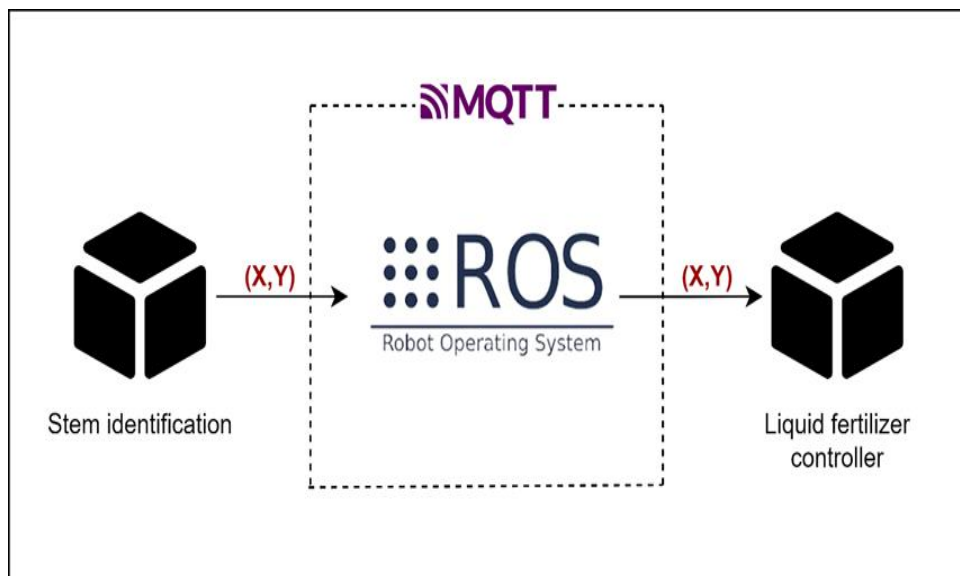 MQTT
(X,Y)
ROS
(X,Y)
Robot Operating System
Stem identification
Liquid fertilizer
controller